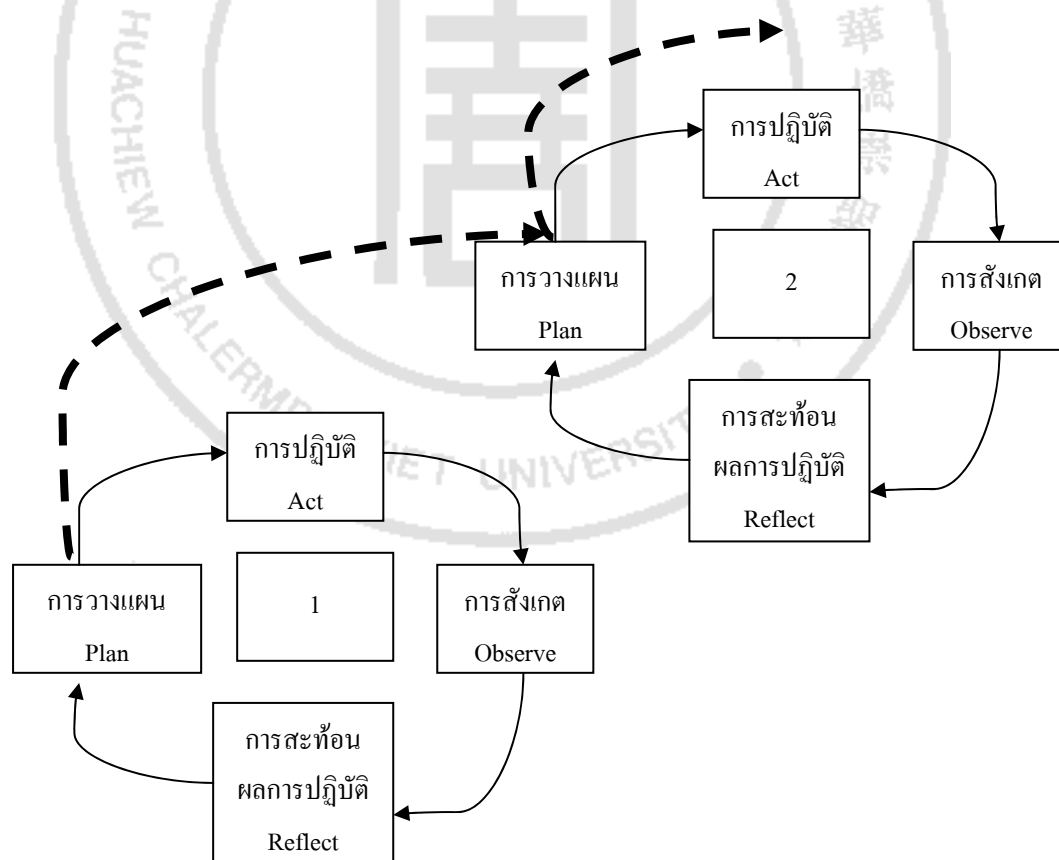 การปฏิบัติ
Act
การวางแผน
Plan
2
การสังเกต
Observe
การสะท้อน
ผลการปฏิบัติ
Reflect
การปฏิบัติ
Act
การวางแผน
Plan
1
การสังเกต
Observe
การสะท้อน
ผลการปฏิบัติ
Reflect
HUACHIEW
華僑
UNIVERSIT